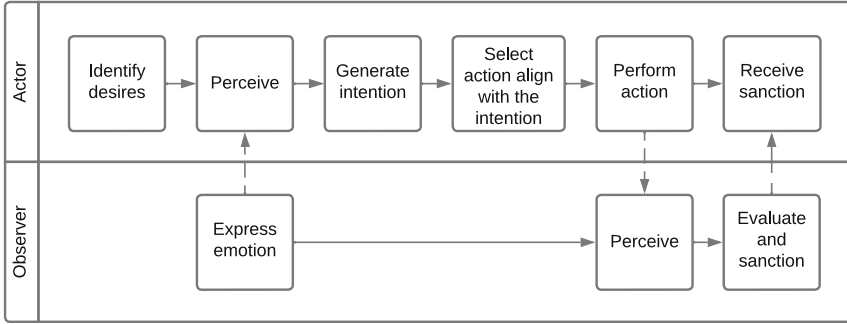 Actor
Identify
desires
Perceive
Generate
intention
Select
action align
with the
intention
Perform
action
Receive
sanction
Observer
Express
emotion
Perceive
Evaluate
and
sanction